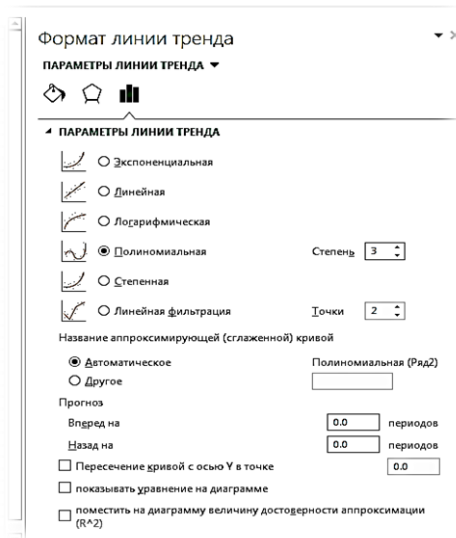 Формат линии тренда
ПАРАМЕТРЫ ЛИНИИ ТРЕНДА
ПАРАМЕТРЫ ЛИНИИ ТРЕНДА
Экспоненциальная
Линейная
Логарифмическая
Полиномиальная Степень 3
Степенная
Линейная фильтрация Точки 2
Название аппроксимирующей (сглаженной) кривой
Автоматическое Полиномиальная (Ряд2)
Другое
Прогноз
Вперед на 0.0 периодов
Назад на 0.0 периодов
Пересечение кривой с осью Y в точке 0.0
показывать уравнение на диаграмме
поместить на диаграмму величину достоверности аппроксимации
(R^2)